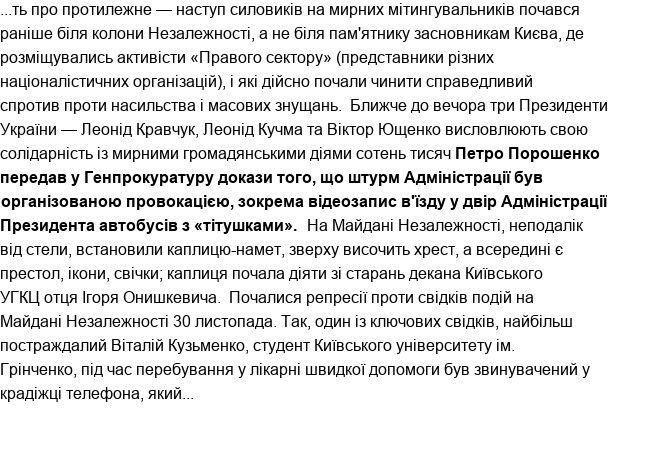 ...ть про протилежне — наступ силовиків на мирних мітингувальників почався
раніше біля колони Незалежності, а не біля пам'ятнику засновникам Києва, де
розміщувались активісти «Правого сектору» (представники різних
націоналістичних організацій), і які дійсно почали чинити справедливий
спротив проти насильства і масових знущань.  Ближче до вечора три Президенти
України — Леонід Кравчук, Леонід Кучма та Віктор Ющенко висловлюють свою
солідарність із мирними громадянськими діями сотень тисяч Петро Порошенко
передав у Генпрокуратуру докази того, що штурм Адміністрації був
організованою провокацією, зокрема відеозапис в'їзду у двір Адміністрації
Президента автобусів з «тітушками».  На Майдані Незалежності, неподалік
від стели, встановили каплицю-намет, зверху височить хрест, а всередині є
престол, ікони, свічки; каплиця почала діяти зі старань декана Київського
УГКЦ отця Ігоря Онишкевича.  Почалися репресії проти свідків подій на
Майдані Незалежності 30 листопада. Так, один із ключових свідків, найбільш
постраждалий Віталій Кузьменко, студент Київського університету ім.
Грінченко, під час перебування у лікарні швидкої допомоги був звинувачений у
крадіжці телефона, який...